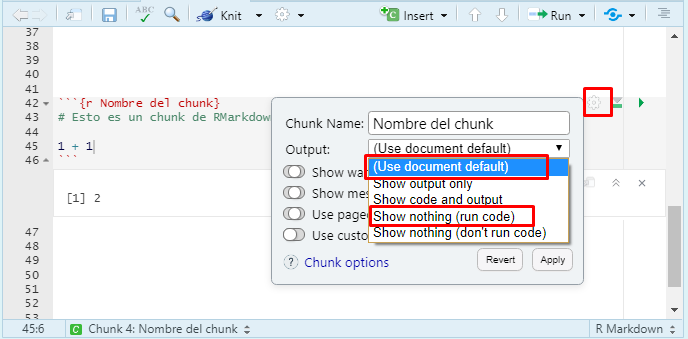 ABC Knit Insert Run
37
38
39
40
41
42 ```{r Nombre del chunk}
43 # Esto es un chunk de RMarkdown
44
45 1 + 1
46 ```
Chunk Name: Nombre del chunk
Output: (Use document default)
(Use document default)
Show output only
Show code and output
Show nothing (run code)
Show nothing (don't run code)
Show wa
Show mes
Use paged
Use custo
? Chunk options Revert Apply
[1] 2
47
48
49
50
51
52
53
45:6 C Chunk 4: Nombre del chunk R Markdown